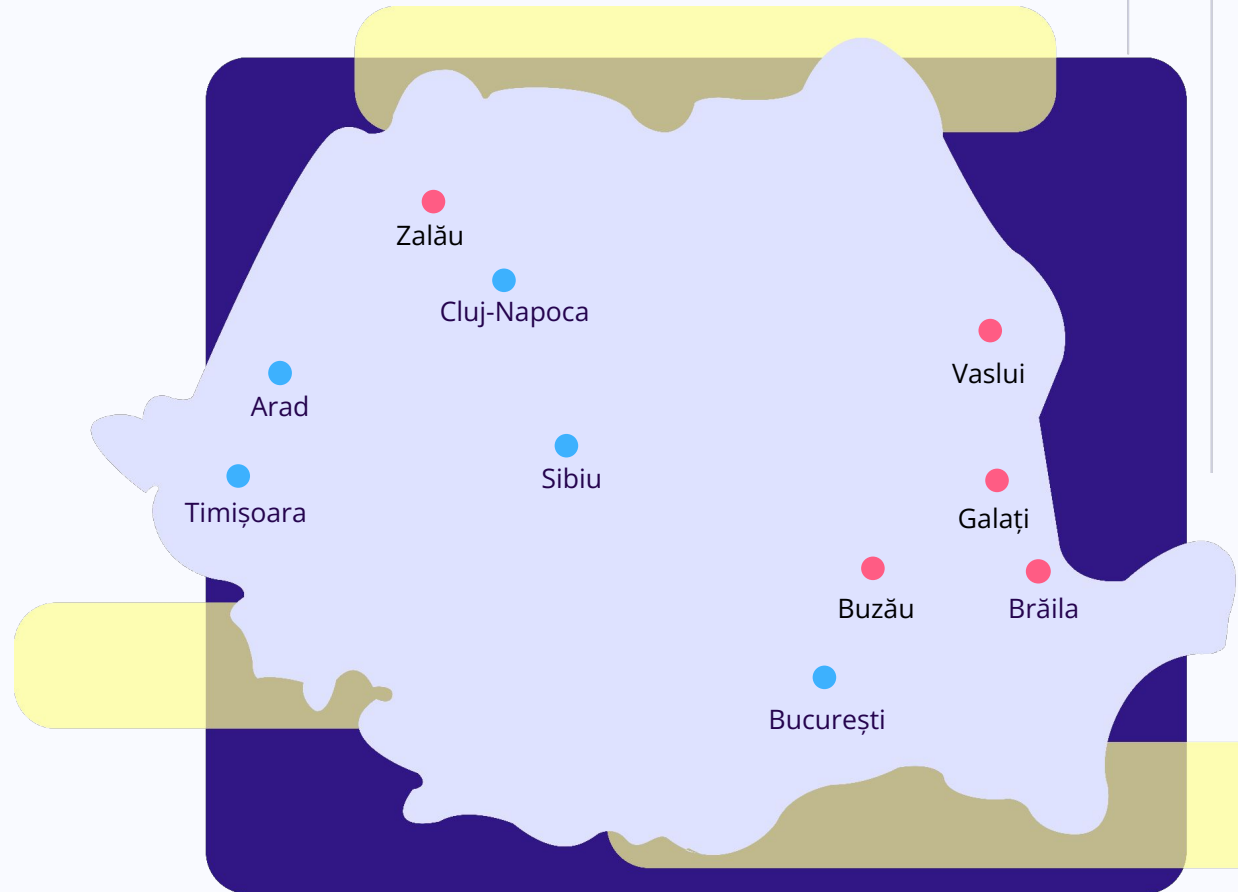 Zalău
Cluj-Napoca
Vaslui
Arad
Sibiu
Timișoara
Galați
Buzău
Brăila
București